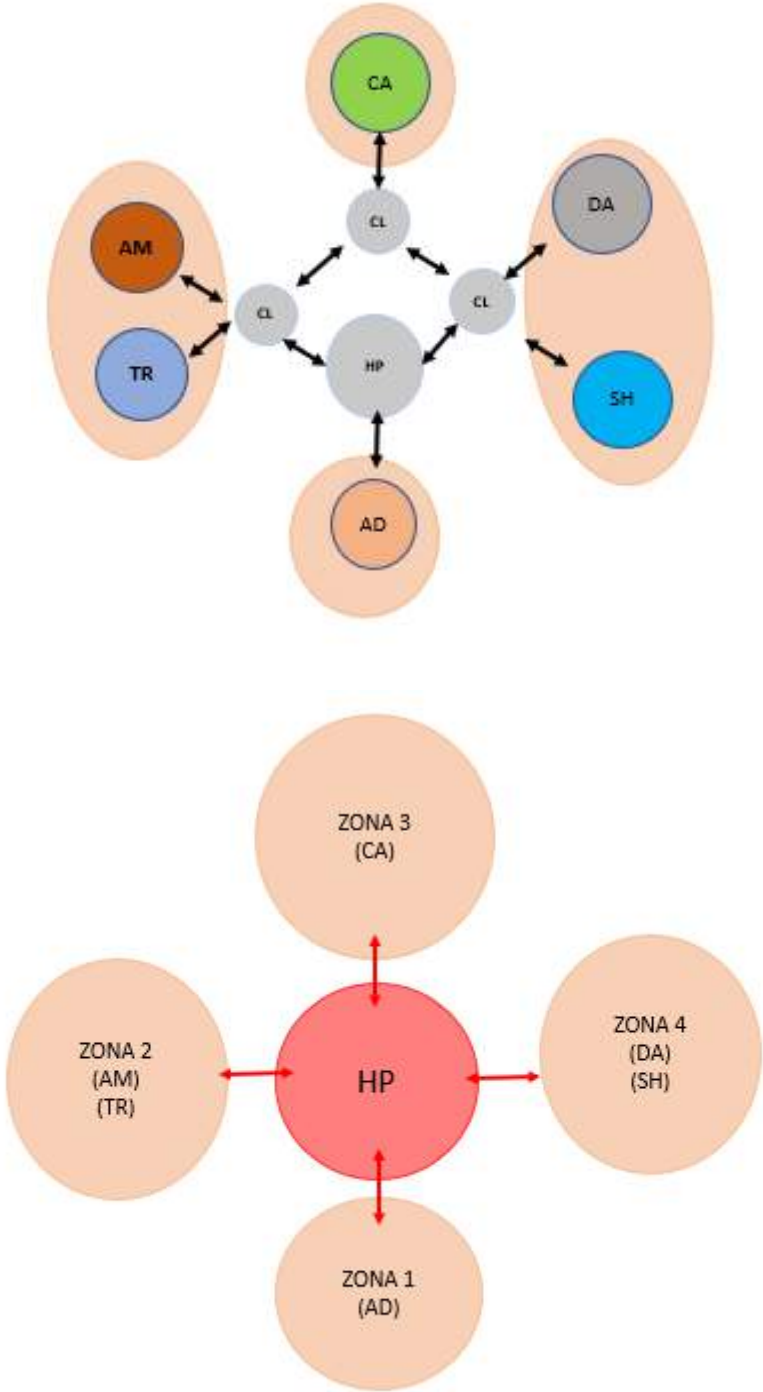 CA
CL
DA
AM
CL
CL
TR
HP
SH
AD
ZONA 3
(CA)
ZONA 2
(AM)
(TR)
HP
ZONA 4
(DA)
(SH)
ZONA 1
(AD)